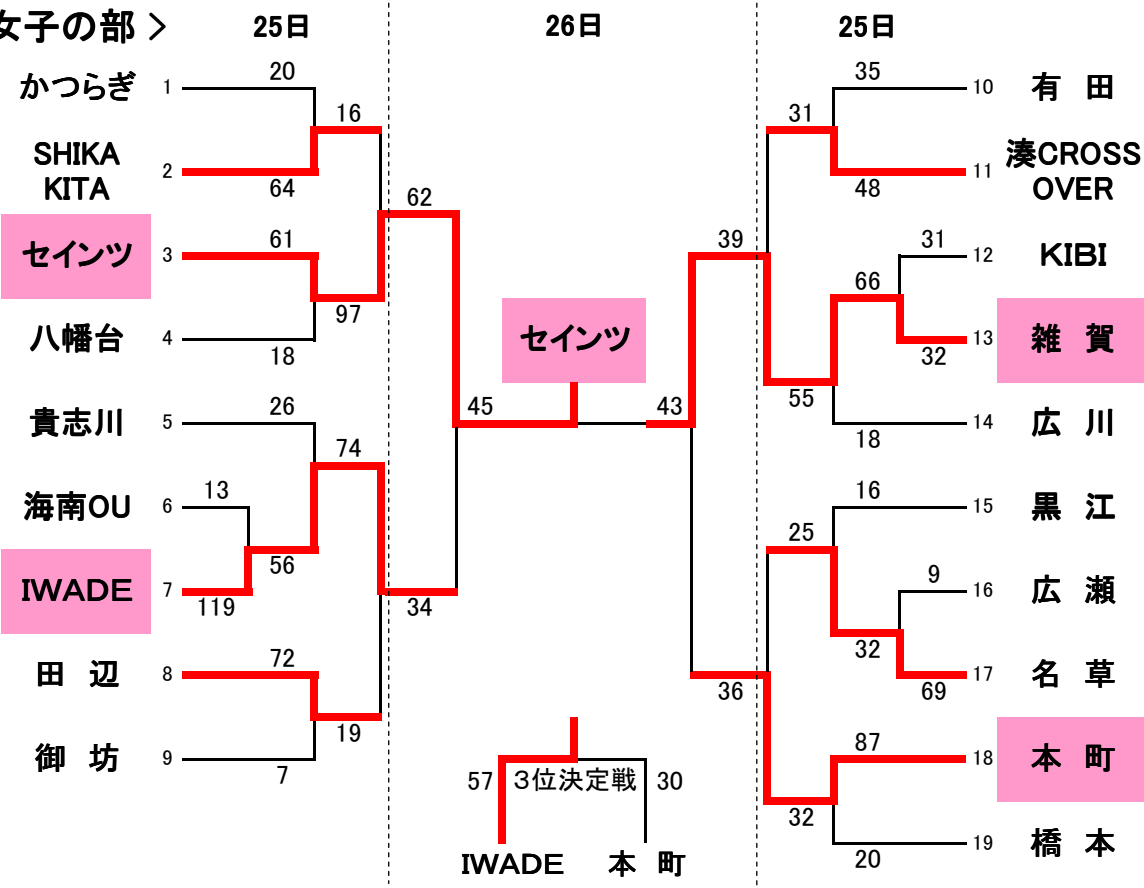 女子の部 >
25日
26日
25日
かつらぎ 1 20
16
SHIKA
KITA
2 64
62
セインツ 3 61
97
八幡台 4 18
貴志川 5 26
74
海南OU 6 13
56
IWADE 7 119
34
田 辺 8 72
19
御 坊 9 7
セインツ
45
43
35 10 有 田
31
48 11 湊CROSS
OVER
39
31 12 KIBI
66
32 13 雑 賀
55
18 14 広 川
16 15 黒 江
25
9 16 広 瀬
32
69 17 名 草
36
87 18 本 町
32
20 19 橋 本
57 3位決定戦 30
IWADE 本 町